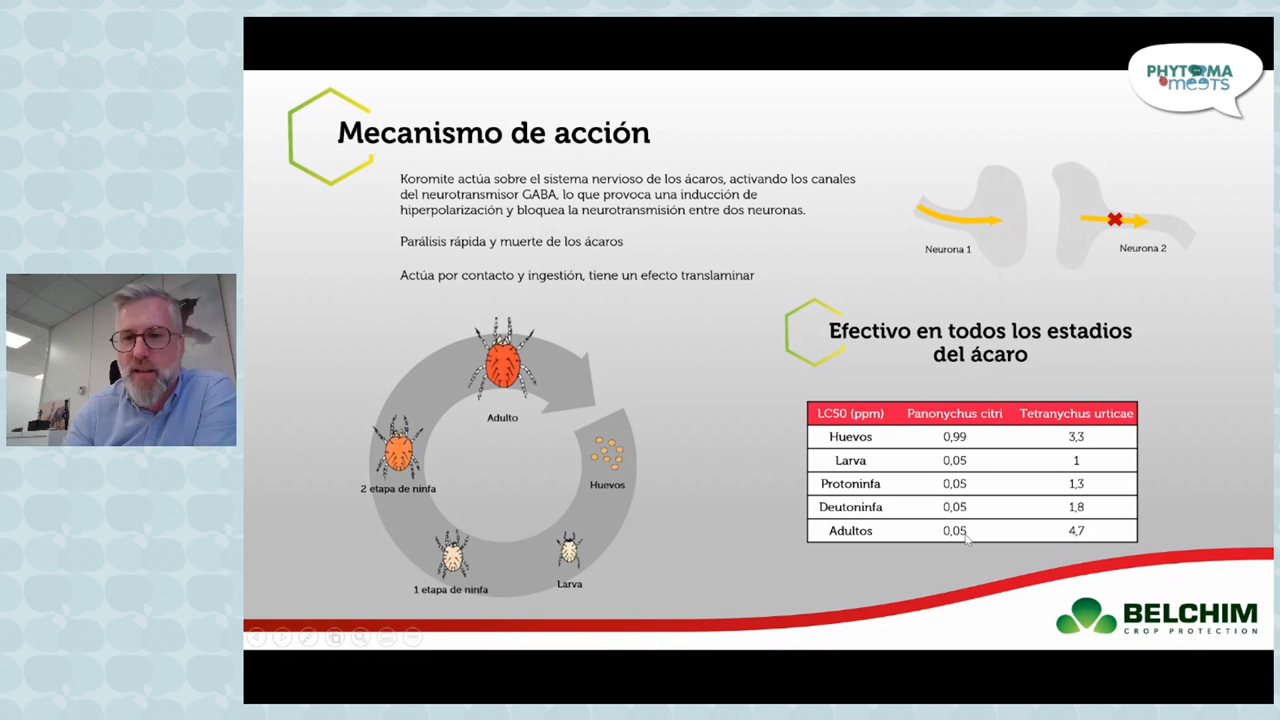 PHYTOMA
meets
Mecanismo de acción
Koromite actúa sobre el sistema nervioso de los ácaros, activando los canales
del neurotransmisor GABA, lo que provoca una inducción de
hiperpolarización y bloquea la neurotransmisión entre dos neuronas.
Parálisis rápida y muerte de los ácaros
Actúa por contacto y ingestión, tiene un efecto translaminar
Neurona 1
Neurona 2
Adulto
2 etapa de ninfa
Huevos
1 etapa de ninfa
Larva
Efectivo en todos los estadios
del ácaro
LC50 (ppm) Panonychus citri Tetranychus urticae
Huevos 0,99 3,3
Larva 0,05 1
Protoninfa 0,05 1,3
Deutoninfa 0,05 1,8
Adultos 0,05 4,7
BELCHIM
CROP PROTECTION